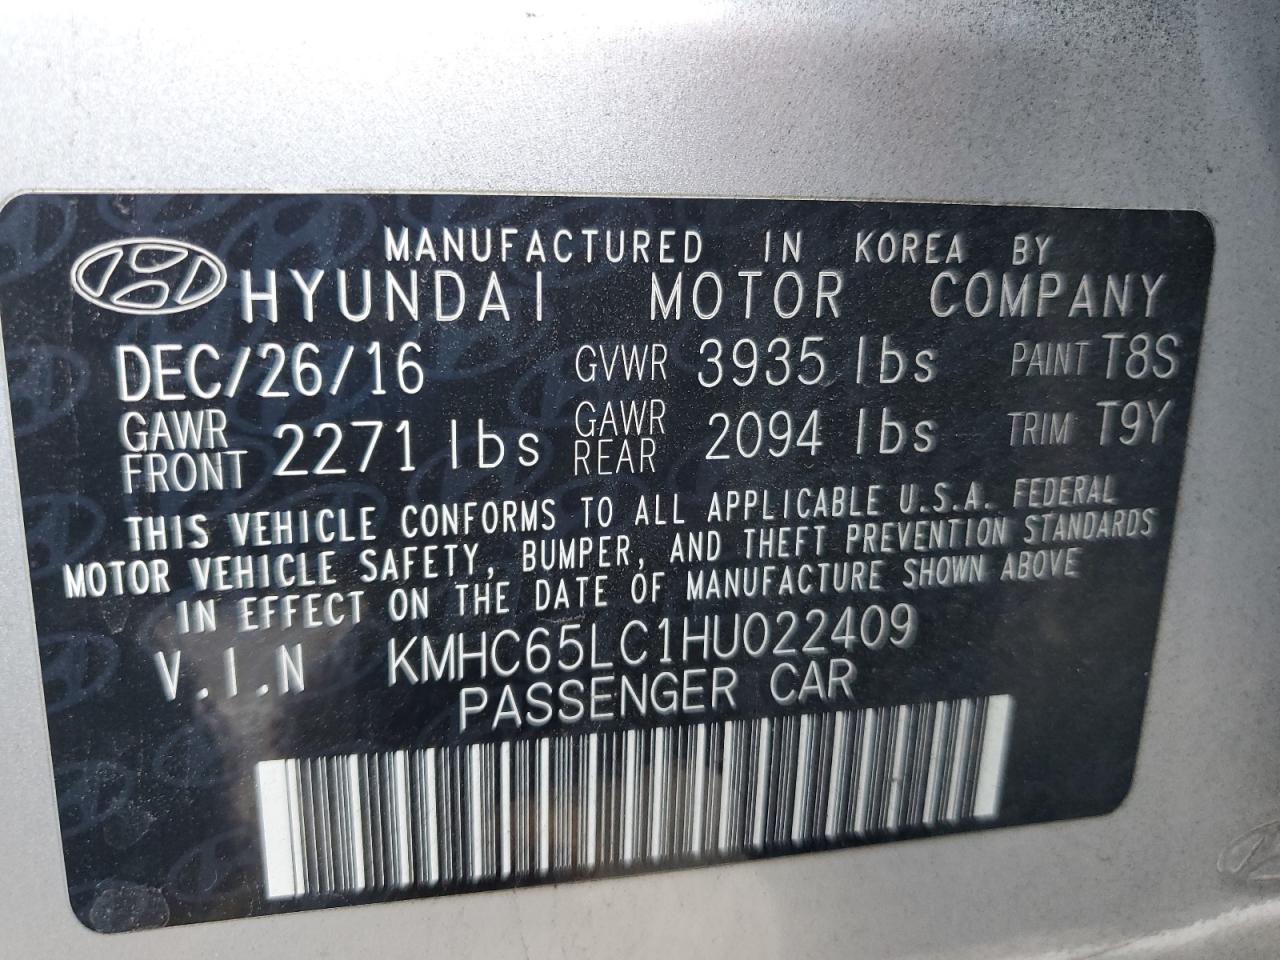 MANUFACTURED IN KOREA BY
HYUNDAI MOTOR COMPANY
DEC/26/16 GVWR 3935 lbs PAINT T8S
GAWR FRONT 2271 lbs GAWR REAR 2094 lbs TRIM T9Y
THIS VEHICLE CONFORMS TO ALL APPLICABLE U.S.A. FEDERAL
MOTOR VEHICLE SAFETY, BUMPER, AND THEFT PREVENTION STANDARDS
IN EFFECT ON THE DATE OF MANUFACTURE SHOWN ABOVE
V.I.N KMHC65LC1HU022409
PASSENGER CAR